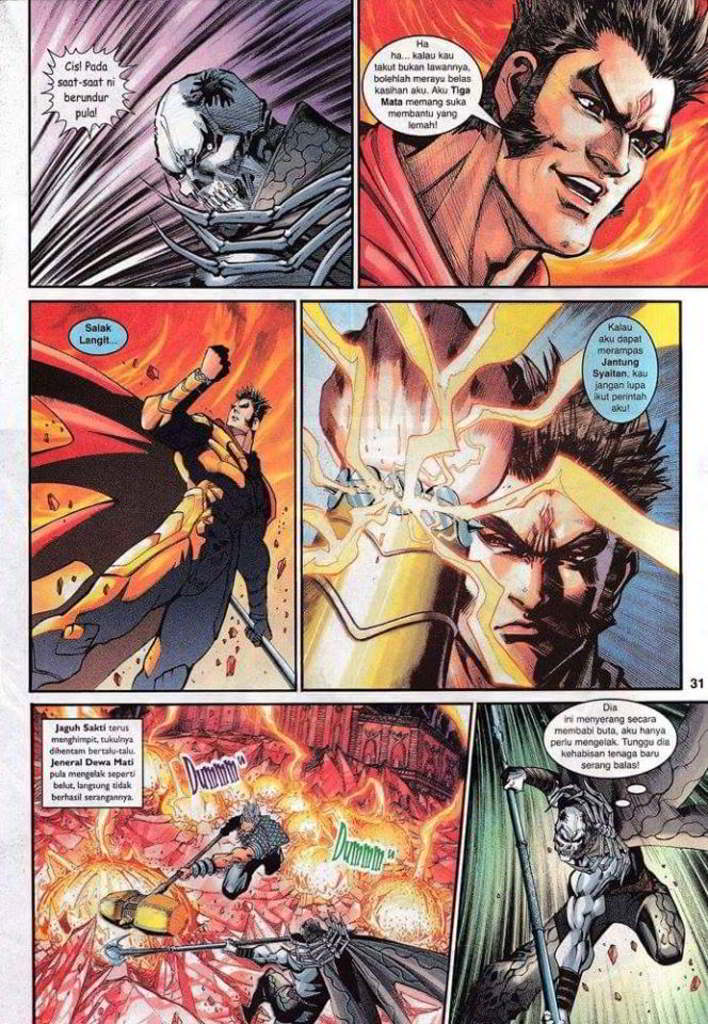 Cis! Pada
saat-saat ni
berundur
pula!
Ha
ha... kalau kau
takut bukan lawannya,
bolehlah merayu belas
kasihan aku. Aku Tiga
Mata memang suka
membantu yang
lemah!
Salak
Langit...
Kalau
aku dapat
merampas
Jantung
Syaitan, kau
jangan lupa
ikut perintah
aku!
31
Jaguh Sakti terus
menghimpit, tukulnya
dihentam bertalu-talu.
Jeneral Dewa Mati
pula mengelak seperti
belut, langsung tidak
berhasil serangannya.
Dummm
Dummm
Dia
ini menyerang secara
membabi buta, aku hanya
perlu mengelak. Tunggu dia
kehabisan tenaga baru
serang balas!